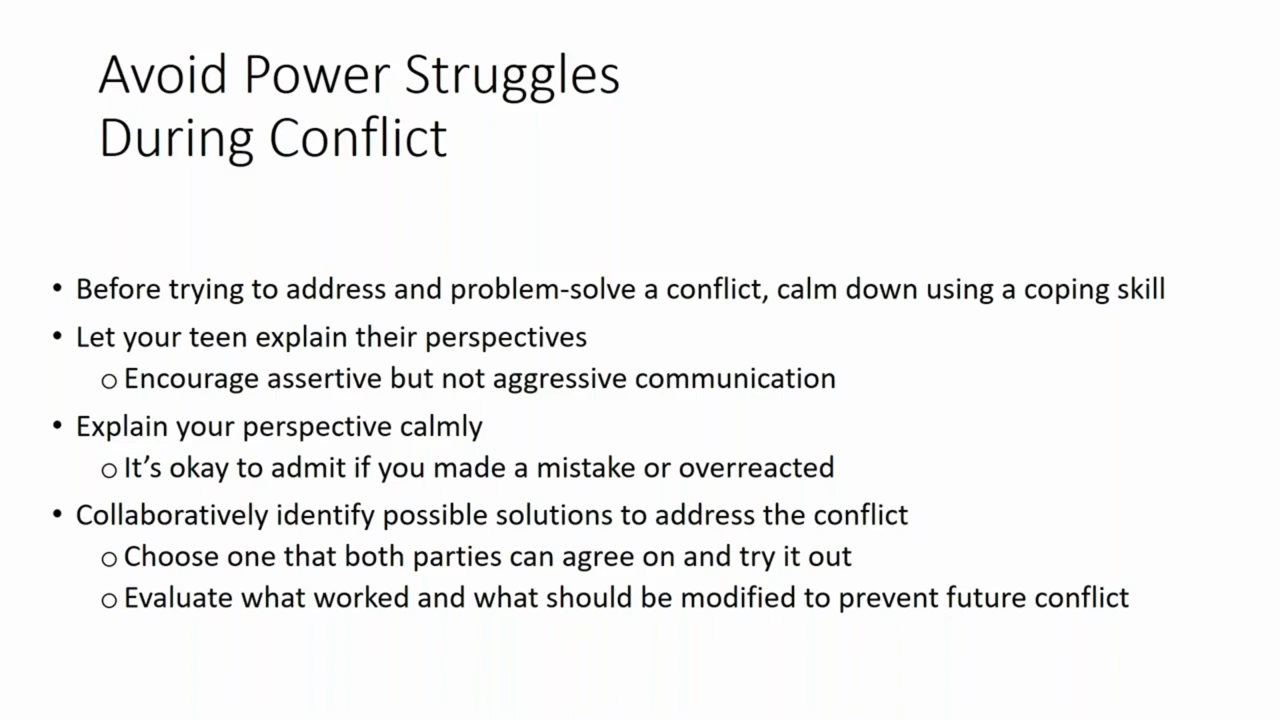 Avoid Power Struggles
During Conflict
• Before trying to address and problem-solve a conflict, calm down using a coping skill
• Let your teen explain their perspectives
o Encourage assertive but not aggressive communication
• Explain your perspective calmly
o It’s okay to admit if you made a mistake or overreacted
• Collaboratively identify possible solutions to address the conflict
o Choose one that both parties can agree on and try it out
o Evaluate what worked and what should be modified to prevent future conflict